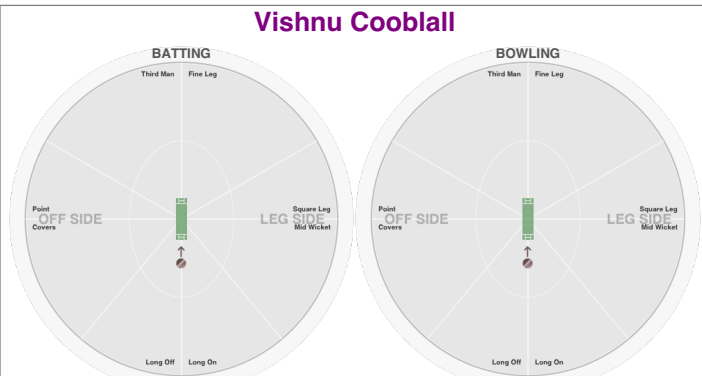 Vishnu Cooblall
BATTING
Third Man Fine Leg
Point
OFF SIDE
Covers
Square Leg
LEG SIDE
Mid Wicket
Long Off Long On
BOWLING
Third Man Fine Leg
Point
OFF SIDE
Covers
Square Leg
LEG SIDE
Mid Wicket
Long Off Long On